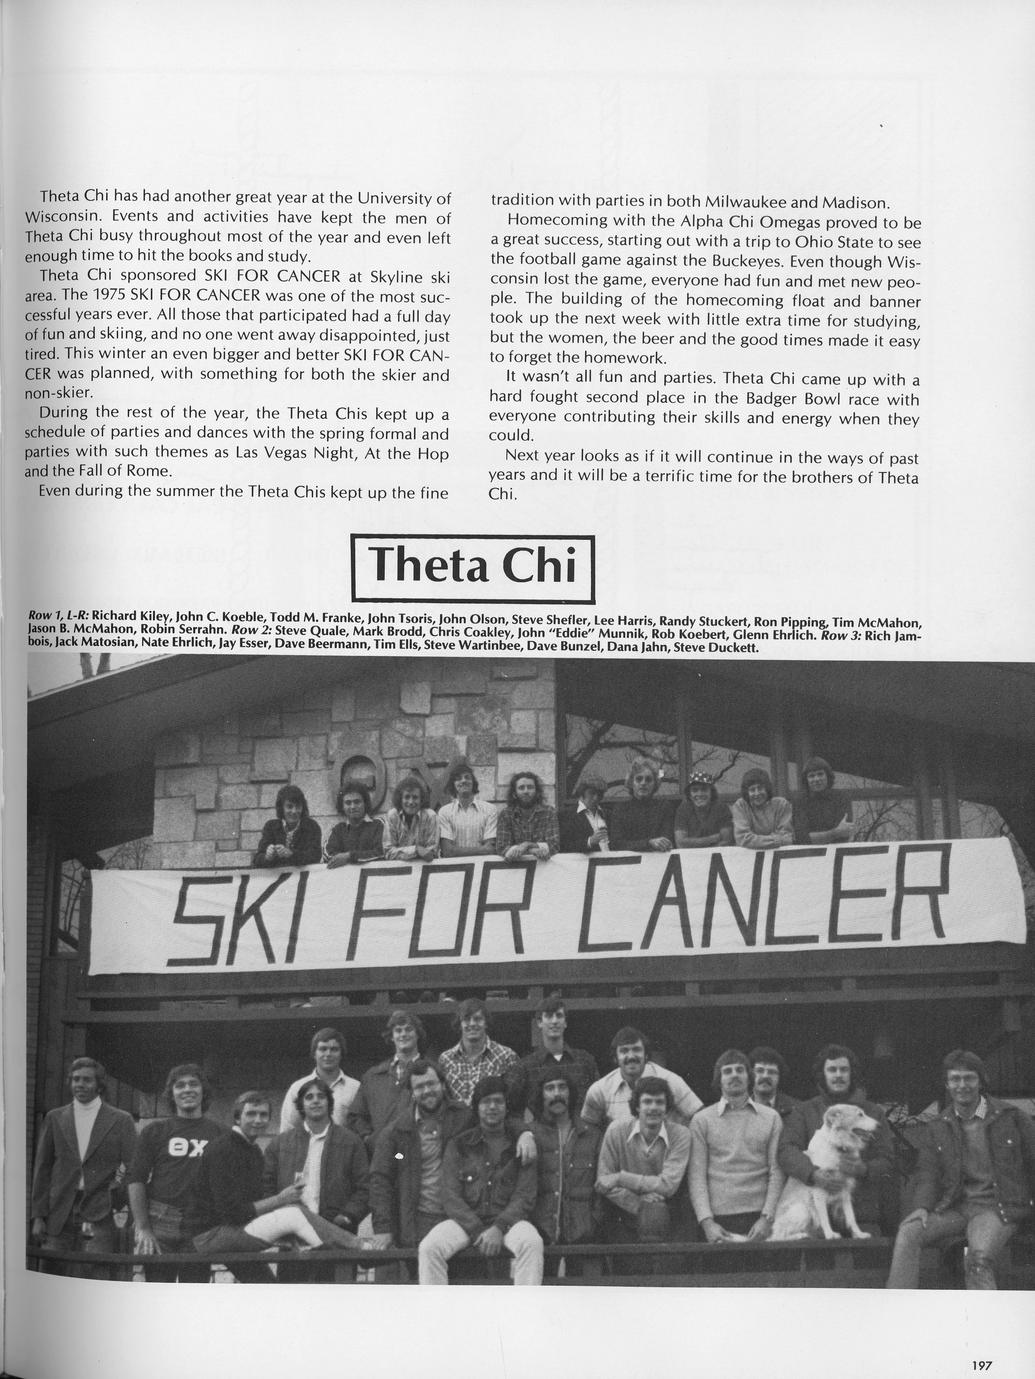 Theta Chi has had another great year at the University of
Wisconsin. Events and activities have kept the men of
Theta Chi busy throughout most of the year and even left
enough time to hit the books and study.
Theta Chi sponsored SKI FOR CANCER at Skyline ski
area. The 1975 SKI FOR CANCER was one of the most suc-
cessful years ever. All those that participated had a full day
of fun and skiing, and no one went away disappointed, just
tired. This winter an even bigger and better SKI FOR CAN-
CER was planned, with something for both the skier and
non-skier.
During the rest of the year, the Theta Chis kept up a
schedule of parties and dances with the spring formal and
parties with such themes as Las Vegas Night, At the Hop
and the Fall of Rome.
Even during the summer the Theta Chis kept up the fine
tradition with parties in both Milwaukee and Madison.
Homecoming with the Alpha Chi Omegas proved to be
a great success, starting out with a trip to Ohio State to see
the football game against the Buckeyes. Even though Wis-
consin lost the game, everyone had fun and met new peo-
ple. The building of the homecoming float and banner
took up the next week with little extra time for studying,
but the women, the beer and the good times made it easy
to forget the homework.
It wasn't all fun and parties. Theta Chi came up with a
hard fought second place in the Badger Bowl race with
everyone contributing their skills and energy when they
could.
Next year looks as if it will continue in the ways of past
years and it will be a terrific time for the brothers of Theta
Chi.
Theta Chi
Row 1, L-R: Richard Kiley, John C. Koeble, Todd M. Franke, John Tsoris, John Olson, Steve Shefler, Lee Harris, Randy Stuckert, Ron Pipping, Tim McMahon,
Jason B. McMahon, Robin Serrahn. Row 2: Steve Quale, Mark Brodd, Chris Coakley, John "Eddie" Munnik, Rob Koebert, Glenn Ehrlich. Row 3: Rich Jam-
bois, Jack Matosian, Nate Ehrlich, Jay Esser, Dave Beermann, Tim Ells, Steve Wartinbee, Dave Bunzel, Dana Jahn, Steve Duckett.
ΘΧ
SKI FOR CANCER
ΘΧ
197